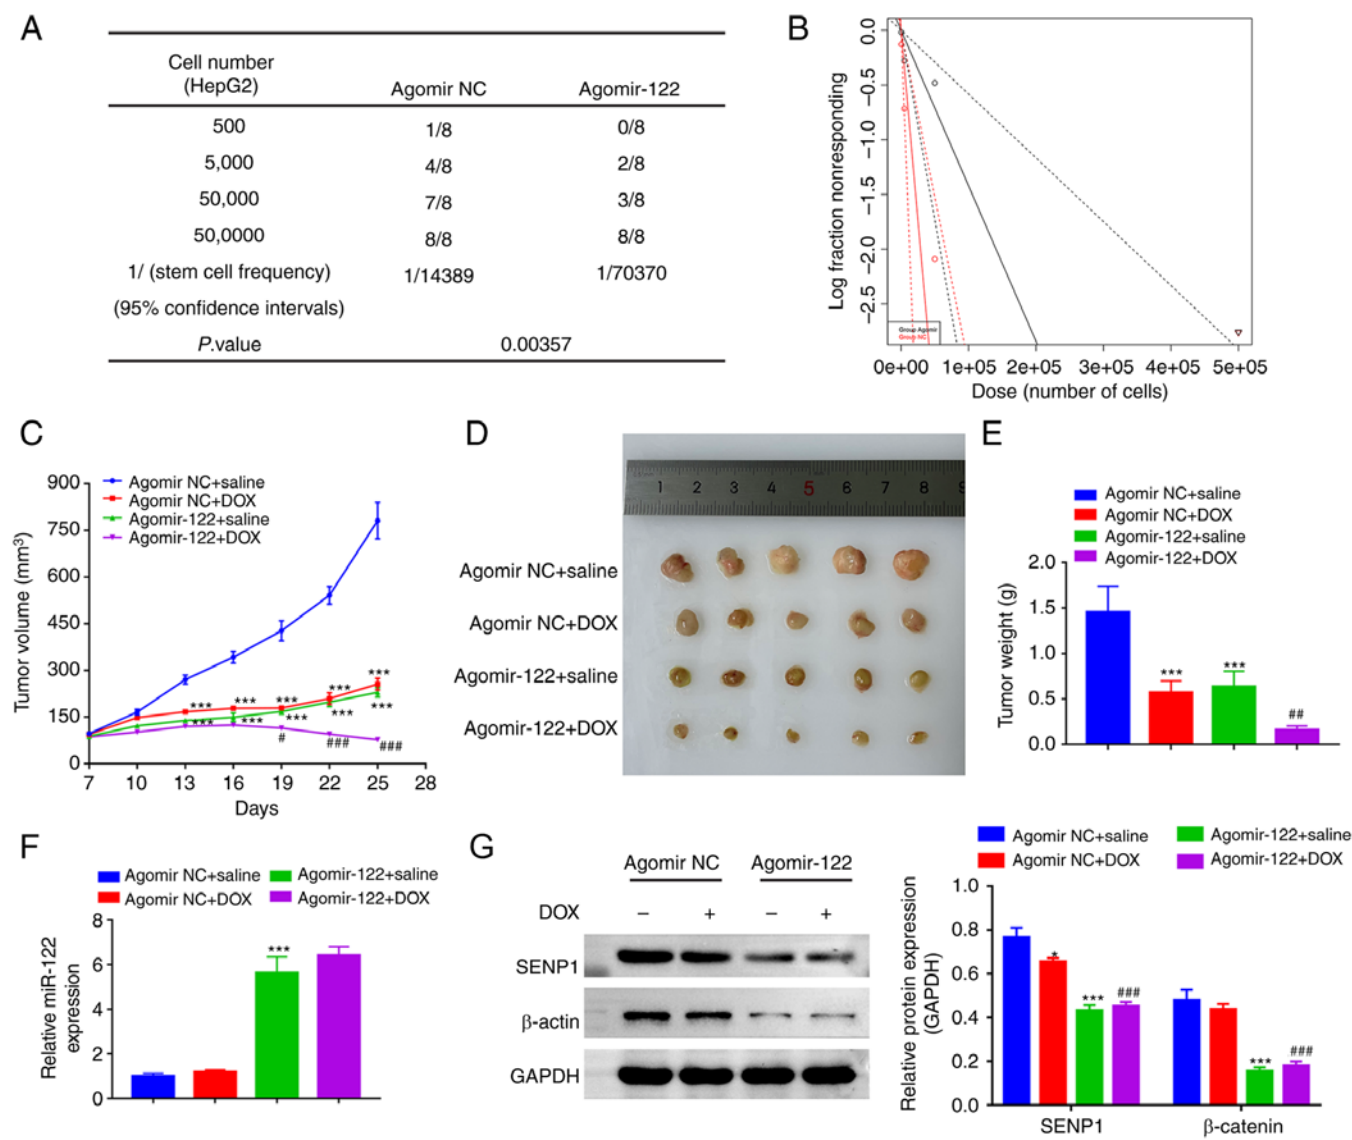 A
Cell number
(HepG2)
Agomir NC
Agomir-122
500
1/8
0/8
5,000
4/8
2/8
50,000
7/8
3/8
50,0000
8/8
8/8
1/ (stem cell frequency)
1/14389
1/70370
(95% confidence intervals)
P.value
0.00357
B
Log fraction nonresponding
0.0
−0.5
−1.0
−1.5
−2.0
−2.5
Group Agomir
Group NC
0e+00 1e+05 2e+05 3e+05 4e+05 5e+05
Dose (number of cells)
C
Agomir NC+saline
Agomir NC+DOX
Agomir-122+saline
Agomir-122+DOX
Tumor volume (mm³)
900
750
600
450
300
150
0
*** *** *** *** ***
*** *** *** *** ***
# ### ###
7 10 13 16 19 22 25 28
Days
D
1 2 3 4 5 6 7 8 9
Agomir NC+saline
Agomir NC+DOX
Agomir-122+saline
Agomir-122+DOX
E
Agomir NC+saline
Agomir NC+DOX
Agomir-122+saline
Agomir-122+DOX
Tumor weight (g)
2.0
1.5
1.0
0.5
0.0
*** *** ##
F
Agomir NC+saline
Agomir-122+saline
Agomir NC+DOX
Agomir-122+DOX
Relative miR-122
expression
8
6
4
2
0
***
G
Agomir NC
Agomir-122
DOX − + − +
SENP1
β-actin
GAPDH
Agomir NC+saline
Agomir-122+saline
Agomir NC+DOX
Agomir-122+DOX
Relative protein expression
(GAPDH)
1.0
0.8
0.6
0.4
0.2
0.0
* *** ###
*** ###
SENP1
β-catenin